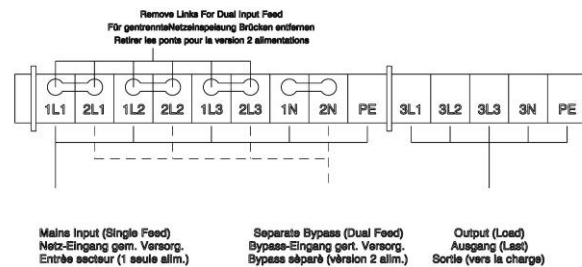 Remove Links For Dual Input Feed
Für gentrennteNetzeinspeisung Brücken entfernen
Retirer les ponts pour la version 2 alimentations
1L1 2L1 1L2 2L2 1L3 2L3 1N 2N PE 3L1 3L2 3L3 3N PE
Mains Input (Single Feed) Separate Bypass (Dual Feed) Output (Load)
Netz-Eingang gem. Versorg. Bypass-Eingang gert. Versorg. Ausgang (Last)
Entrèe secteur (1 seule alim.) Bypass sèparè (vèrsion 2 alim.) Sortie (vers la charge)